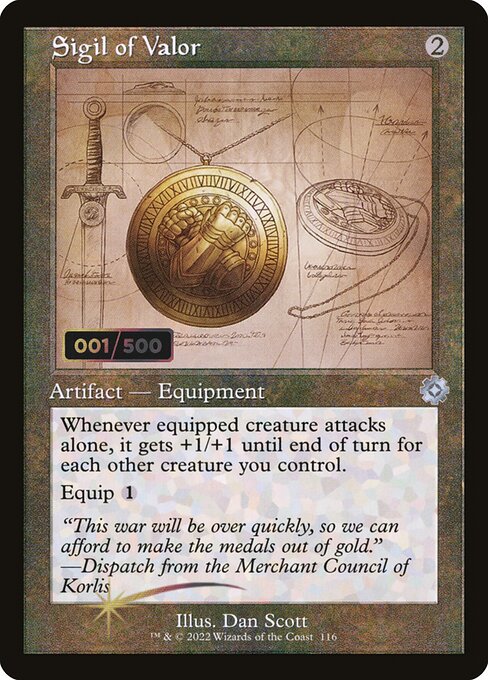 Sigil of Valor
2
001/500
Artifact — Equipment
Whenever equipped creature attacks
alone, it gets +1/+1 until end of turn for
each other creature you control.
Equip 1
“This war will be over quickly, so we can
afford to make the medals out of gold.”
—Dispatch from the Merchant Council of
Korlis
Illus. Dan Scott
™ & © 2022 Wizards of the Coast 116